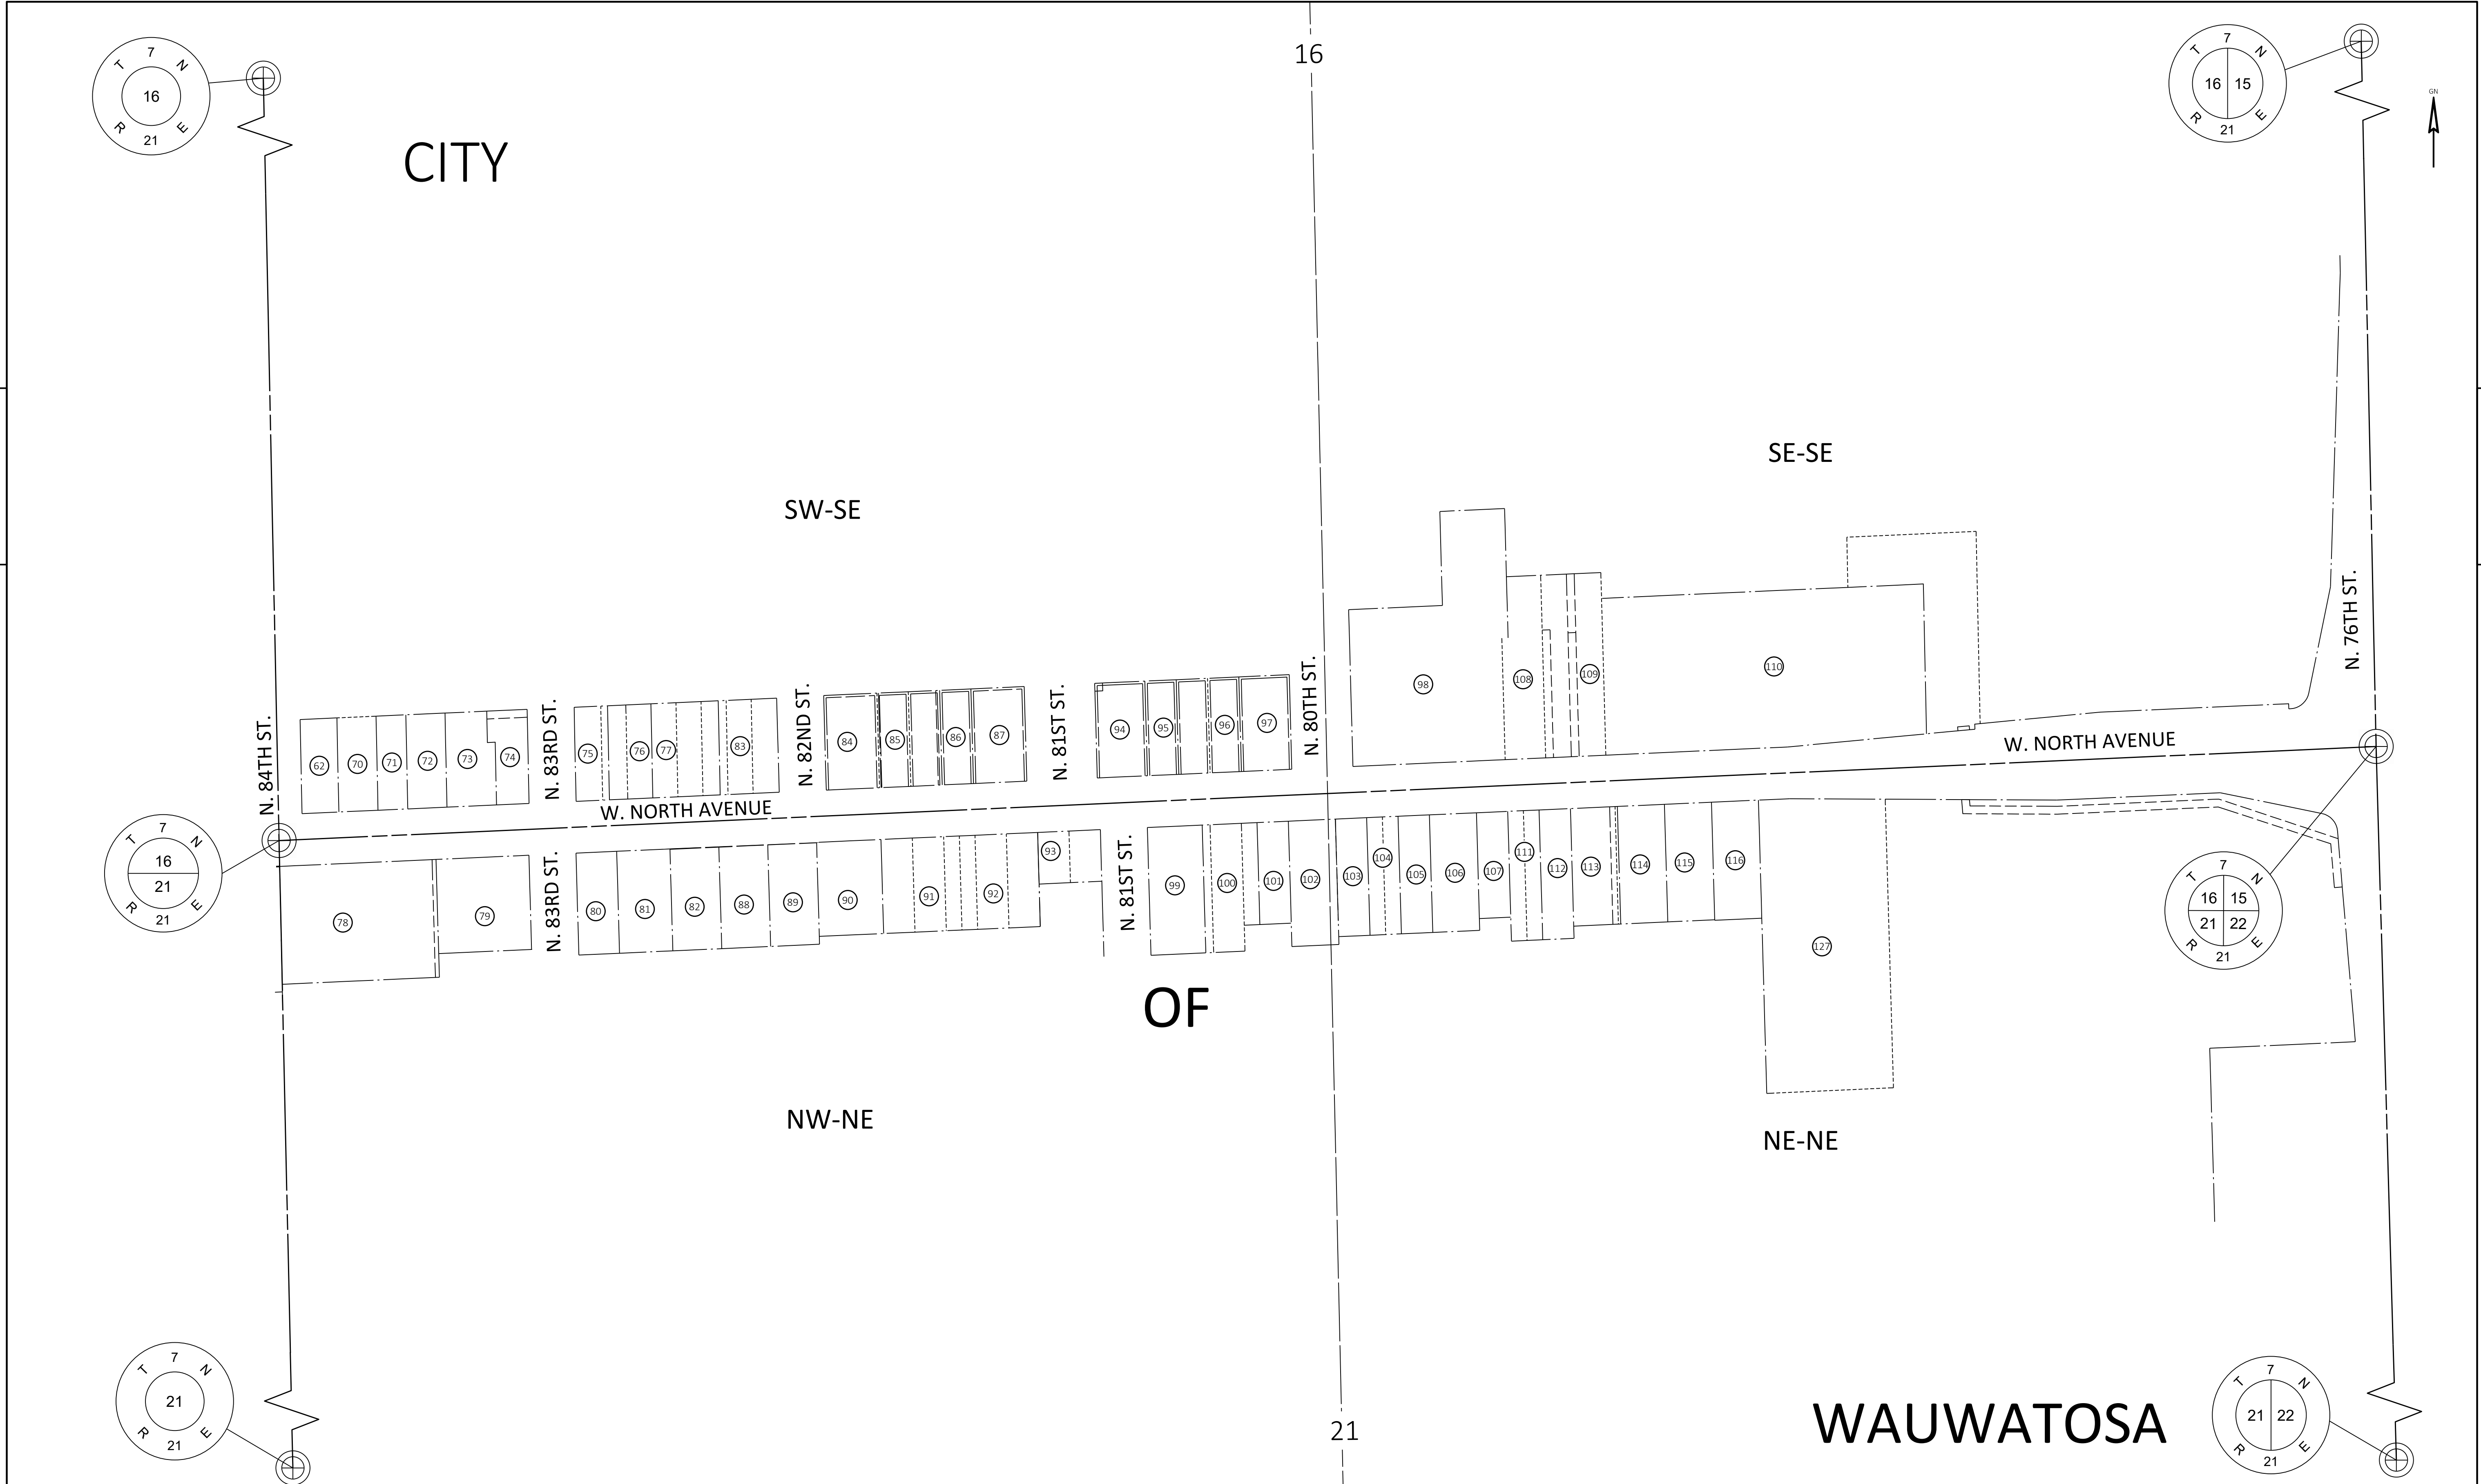 16
7
T N
16
R E
21
7
T N
16 15
R E
21
GN
CITY
SE-SE
SW-SE
N. 84TH ST.
N. 83RD ST.
N. 82ND ST.
N. 81ST ST.
N. 80TH ST.
N. 76TH ST.
62 70 71 72 73 74
75 76 77 83
84 85 86 87
94 95 96 97
98 108 109 110
W. NORTH AVENUE
W. NORTH AVENUE
7
T N
16
21
R E
21
78 79
N. 83RD ST.
80 81 82 88 89 90 91 92 93
N. 81ST ST.
99 100 101 102 103 104 105 106 107 111 112 113 114 115 116
127
7
T N
16 15
21 22
R E
21
OF
NW-NE
NE-NE
7
T N
21
R E
21
21
WAUWATOSA
7
T N
21 22
R E
21